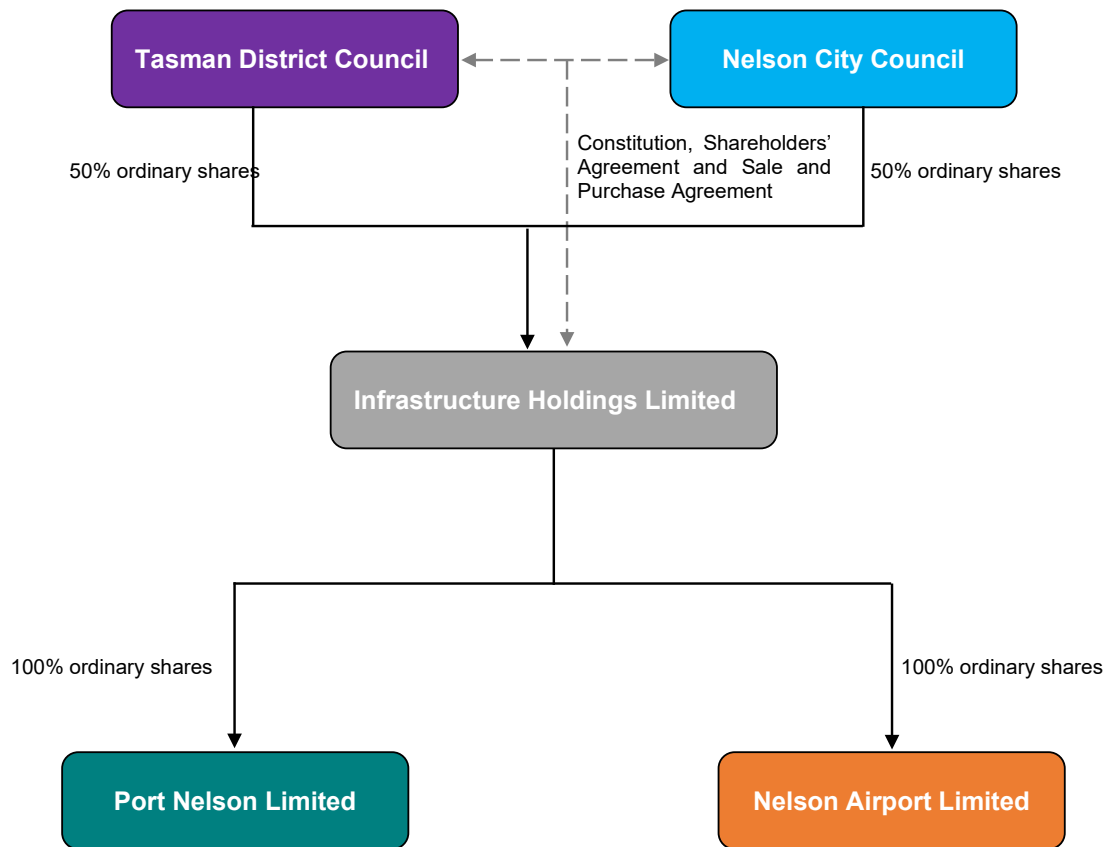 Tasman District Council
Nelson City Council
50% ordinary shares
Constitution, Shareholders’
Agreement and Sale and
Purchase Agreement
50% ordinary shares
Infrastructure Holdings Limited
100% ordinary shares
100% ordinary shares
Port Nelson Limited
Nelson Airport Limited